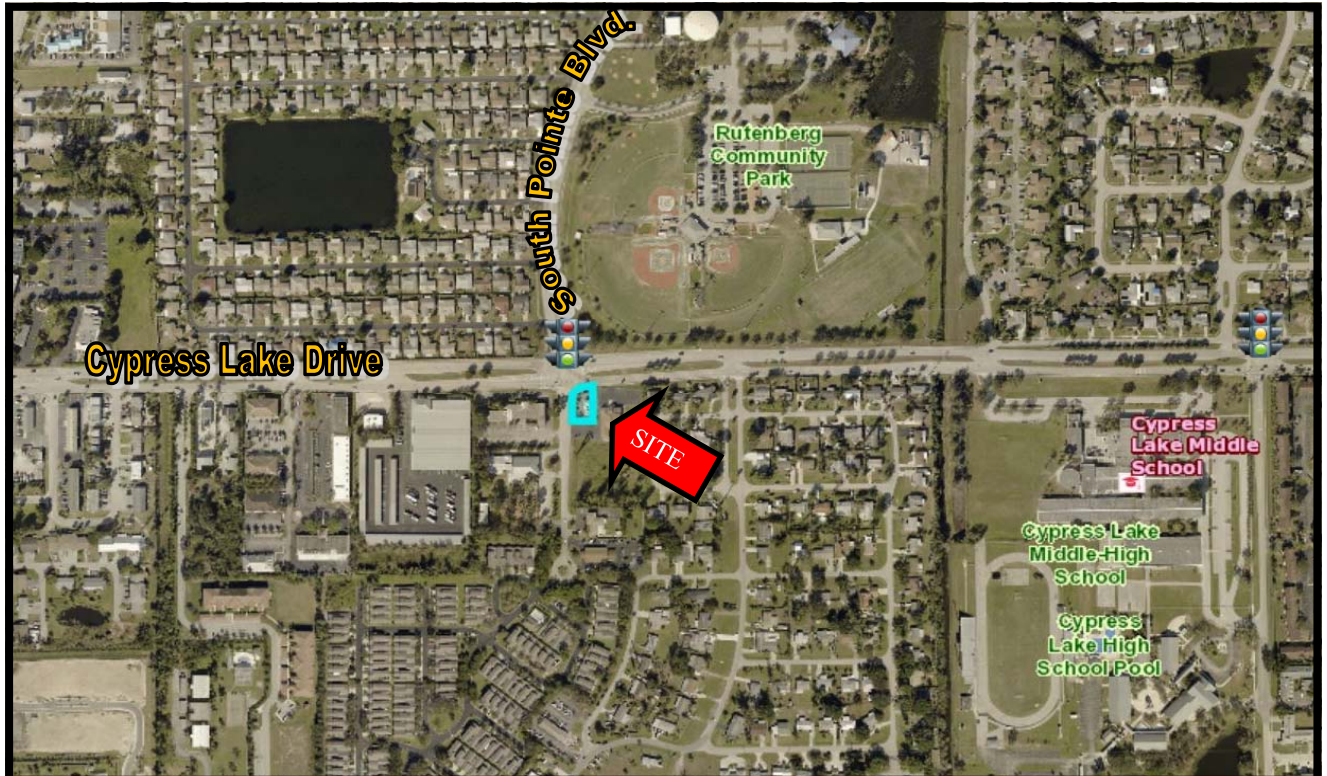 South Pointe Blvd.
Rutenberg
Community
Park
Cypress Lake Drive
SITE
Cypress
Lake Middle
School
Cypress Lake
Middle-High
School
Cypress
Lake High
School Pool